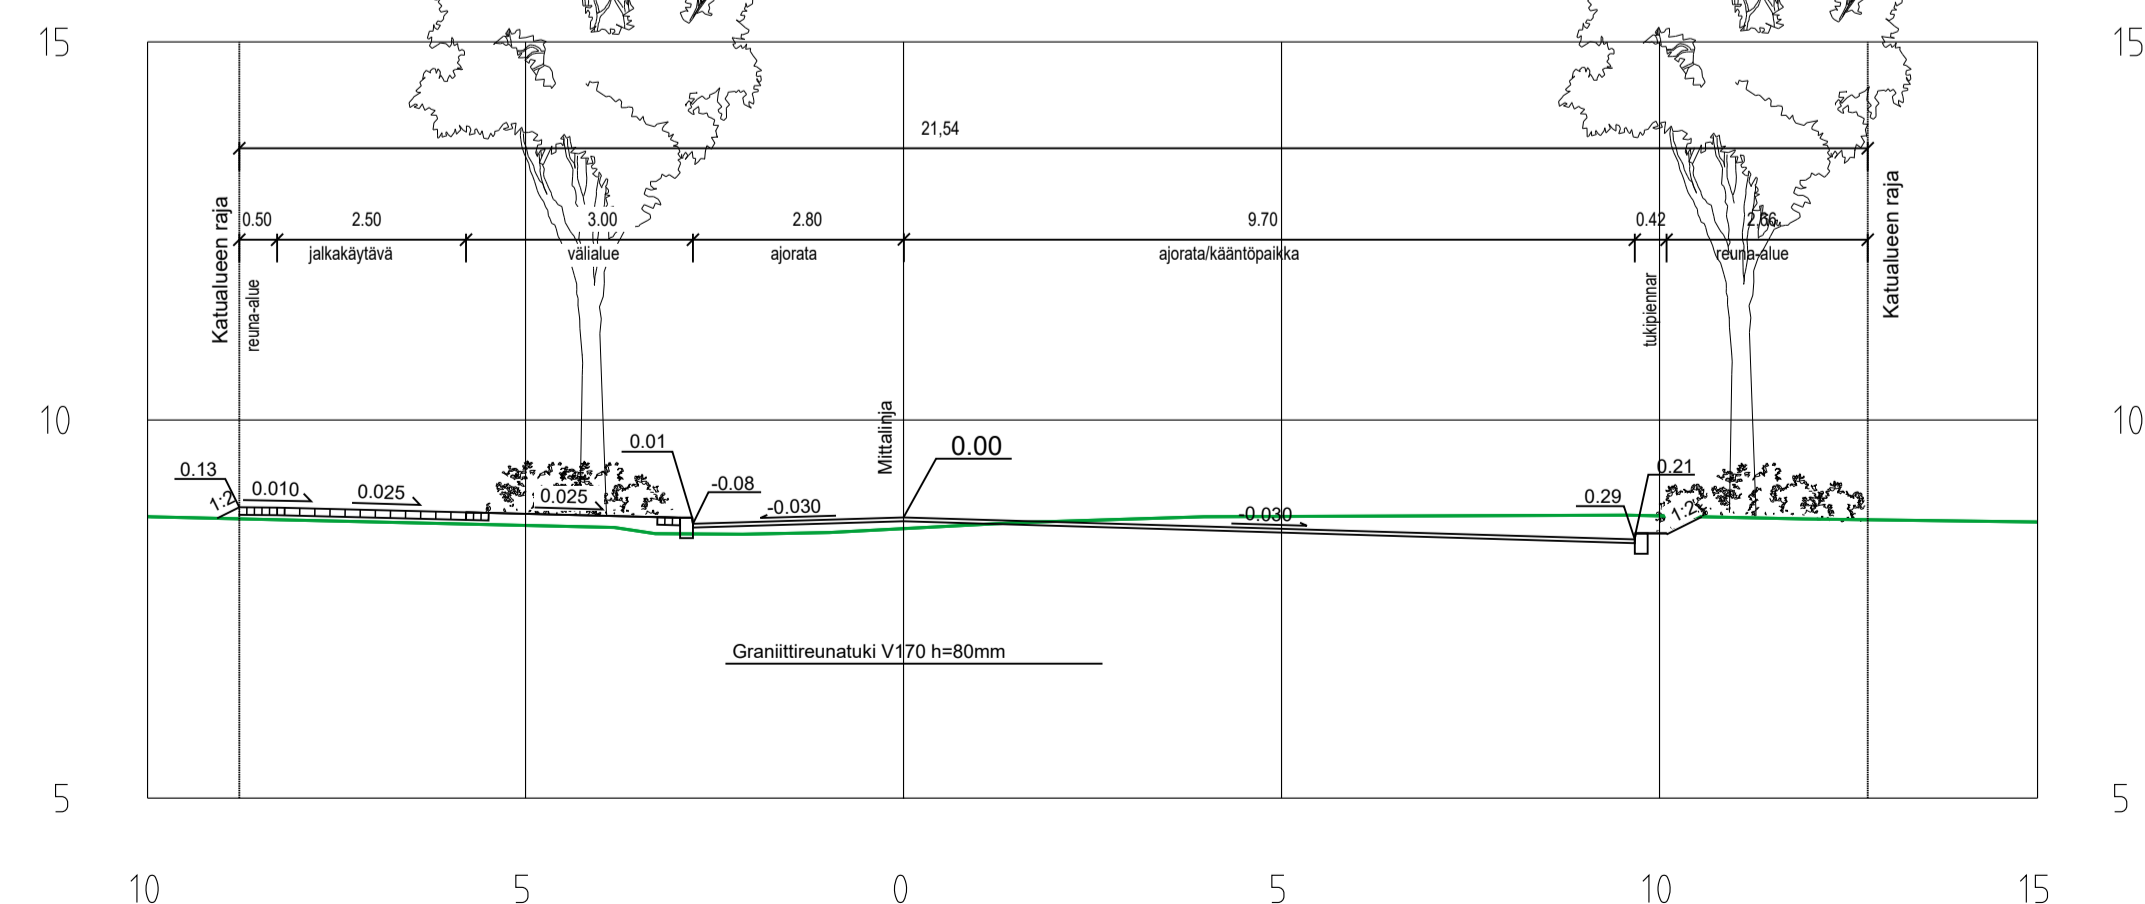 15 15
21,54
Katualueen raja
Katualueen raja
0.50 2.50 3.00 2.80 9.70 0.42 2.66
jalkakäytävä välialue ajorata ajorata/kääntöpaikka reuna-alue
reuna-alue
tukipiennar
Mittalinja
10 10
0.01 0.00
0.13 0.21
1:2 0.010 0.025 0.025 -0.08 0.29
-0.030 -0.030 1:2
Graniittireunatuki V170 h=80mm
5 5
10 5 0 5 10 15